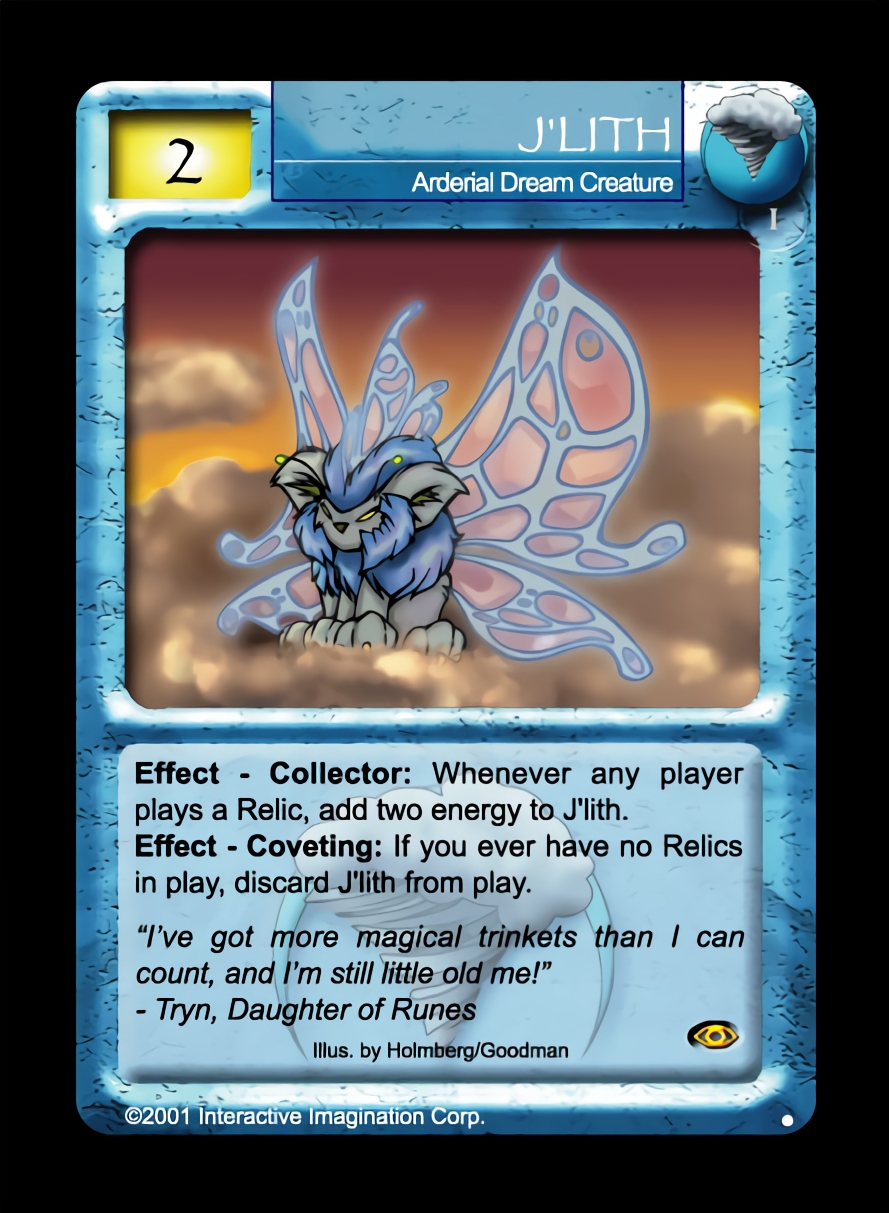 2
J'LITH
Arderial Dream Creature
I
Effect - Collector: Whenever any player
plays a Relic, add two energy to J'lith.
Effect - Coveting: If you ever have no Relics
in play, discard J'lith from play.
“I’ve got more magical trinkets than I can
count, and I’m still little old me!”
- Tryn, Daughter of Runes
Illus. by Holmberg/Goodman
©2001 Interactive Imagination Corp.